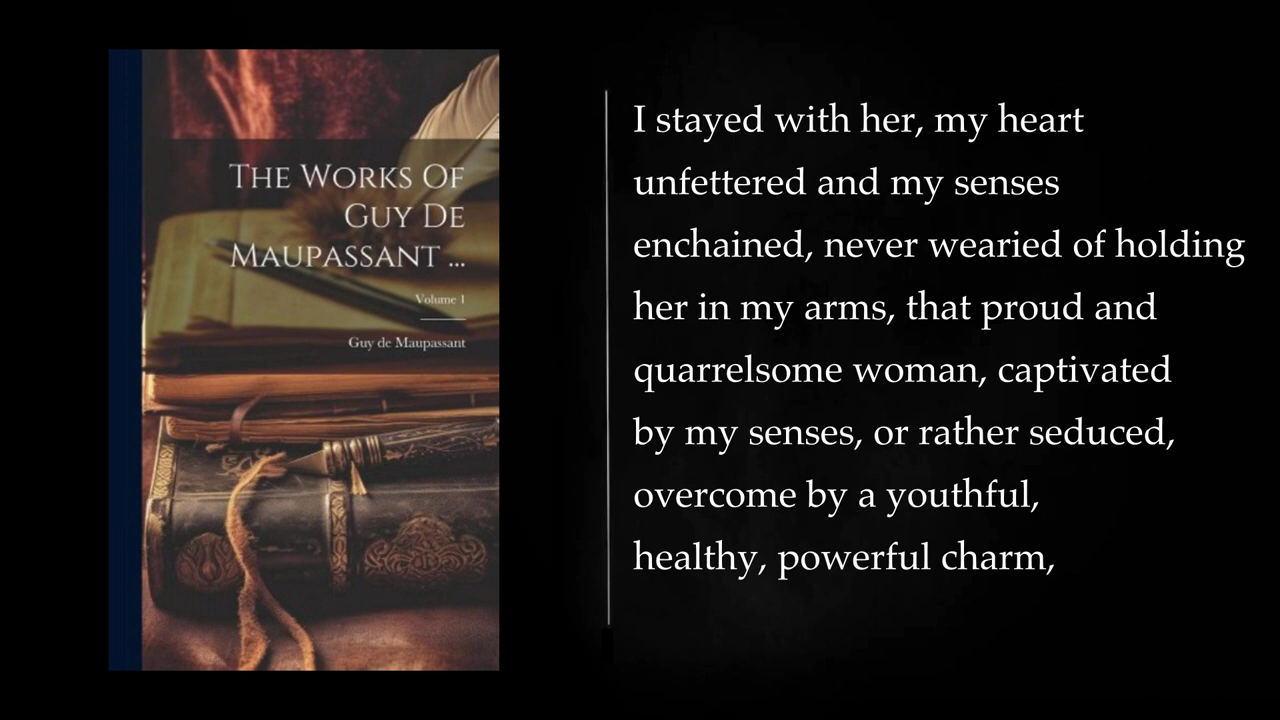 THE WORKS OF
GUY DE
MAUPASSANT ...
Volume 1
Guy de Maupassant
I stayed with her, my heart
unfettered and my senses
enchained, never wearied of holding
her in my arms, that proud and
quarrelsome woman, captivated
by my senses, or rather seduced,
overcome by a youthful,
healthy, powerful charm,